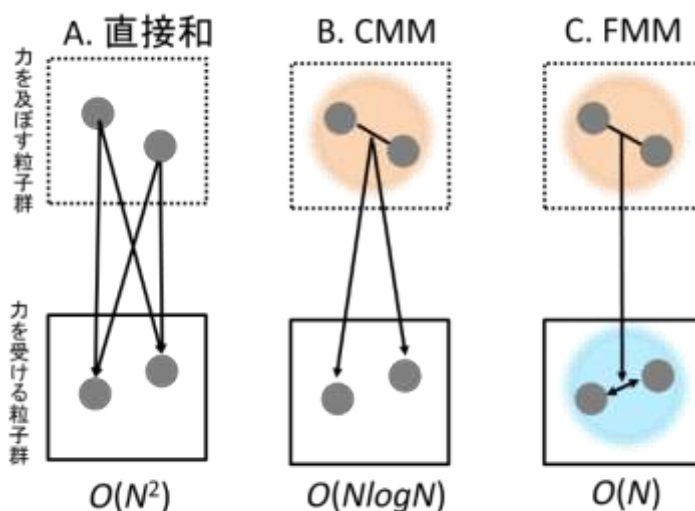 A. 直接和
B. CMM
C. FMM
力を及ぼす粒子群
力を受ける粒子群
O(N²)
O(NlogN)
O(N)